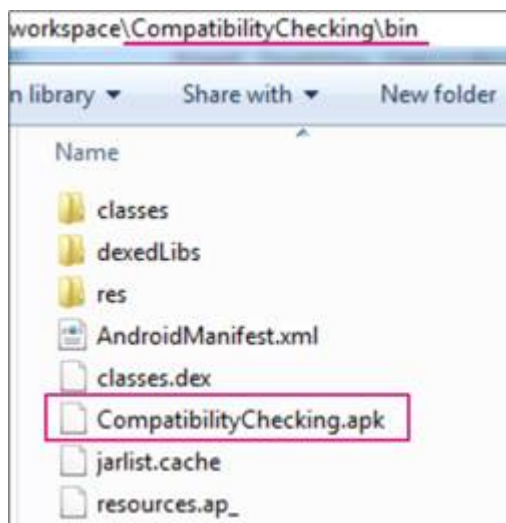 workspace\CompatibilityChecking\bin
n library Share with New folder
Name
classes
dexedLibs
res
AndroidManifest.xml
classes.dex
CompatibilityChecking.apk
jarlist.cache
resources.ap_